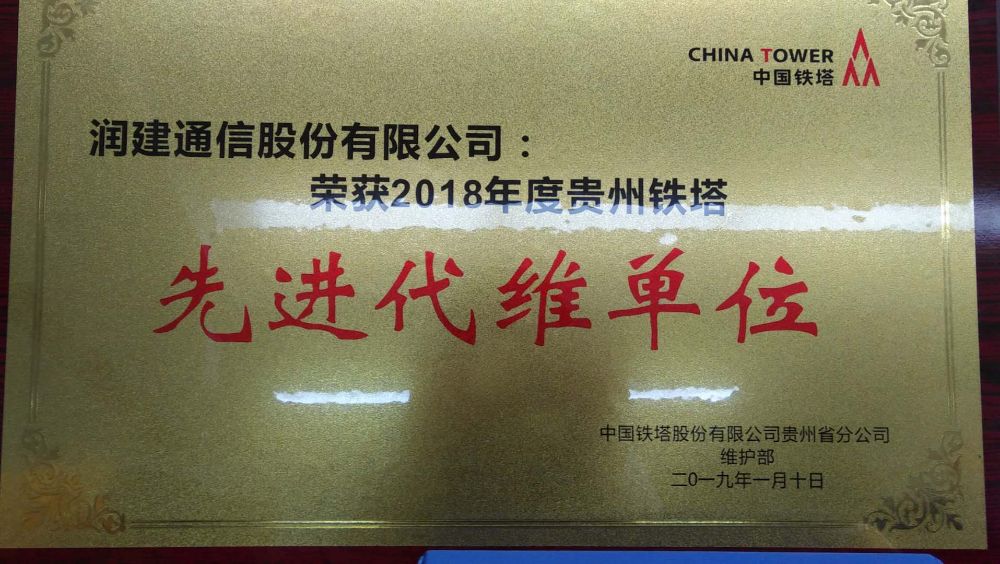 CHINA TOWER
中国铁塔
润建通信股份有限公司：
荣获2018年度贵州铁塔
先进代维单位
中国铁塔股份有限公司贵州省分公司
维护部
二0一九年一月十日